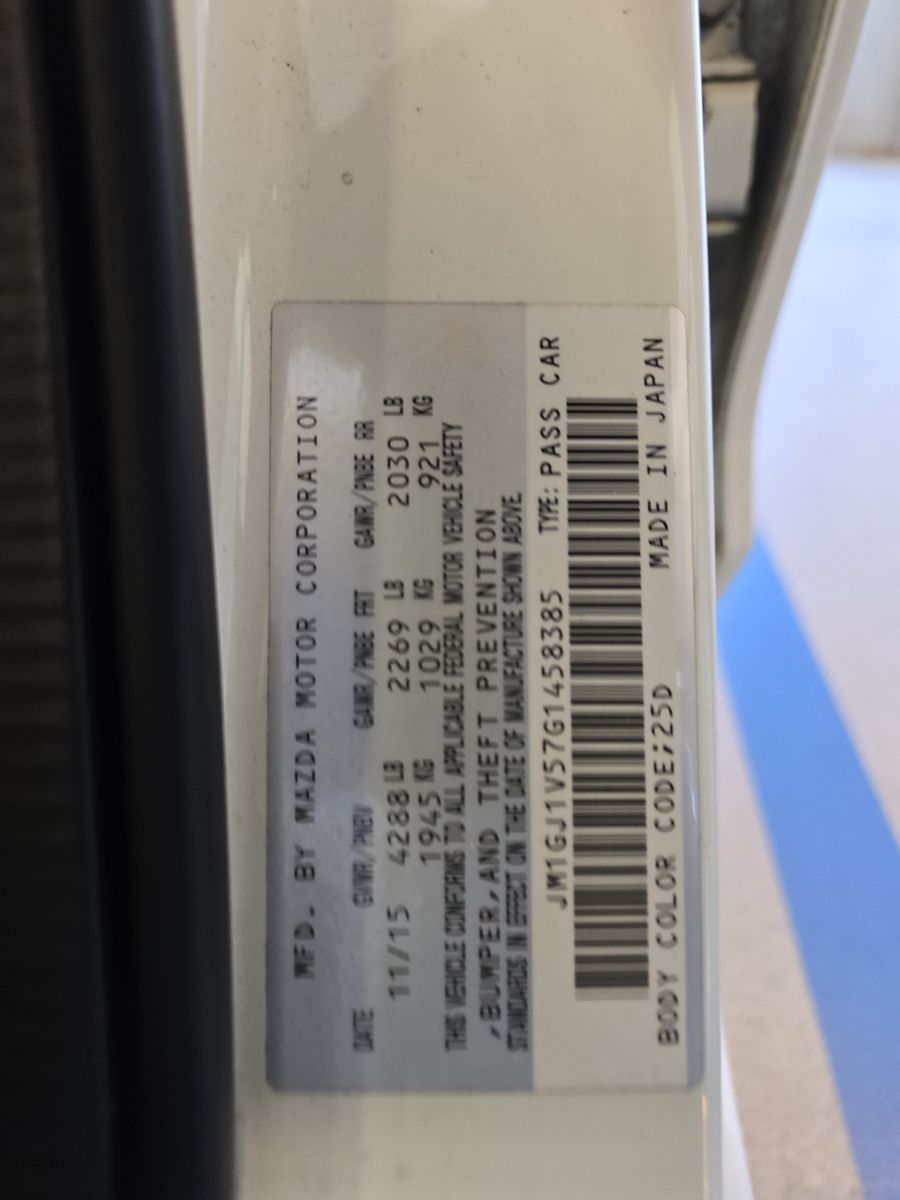 MFD. BY MAZDA MOTOR CORPORATION
DATE GVWR/PNBV GAWR/PNBE FRT GAWR/PNBE RR
11/15 4288 LB 2269 LB 2030 LB
1945 KG 1029 KG 921 KG
THIS VEHICLE CONFORMS TO ALL APPLICABLE FEDERAL MOTOR VEHICLE SAFETY
,BUMPER,AND THEFT PREVENTION
STANDARDS IN EFFECT ON THE DATE OF MANUFACTURE SHOWN ABOVE.
JM1GJ1V57G1458385 TYPE: PASS CAR
BODY COLOR CODE;25D MADE IN JAPAN